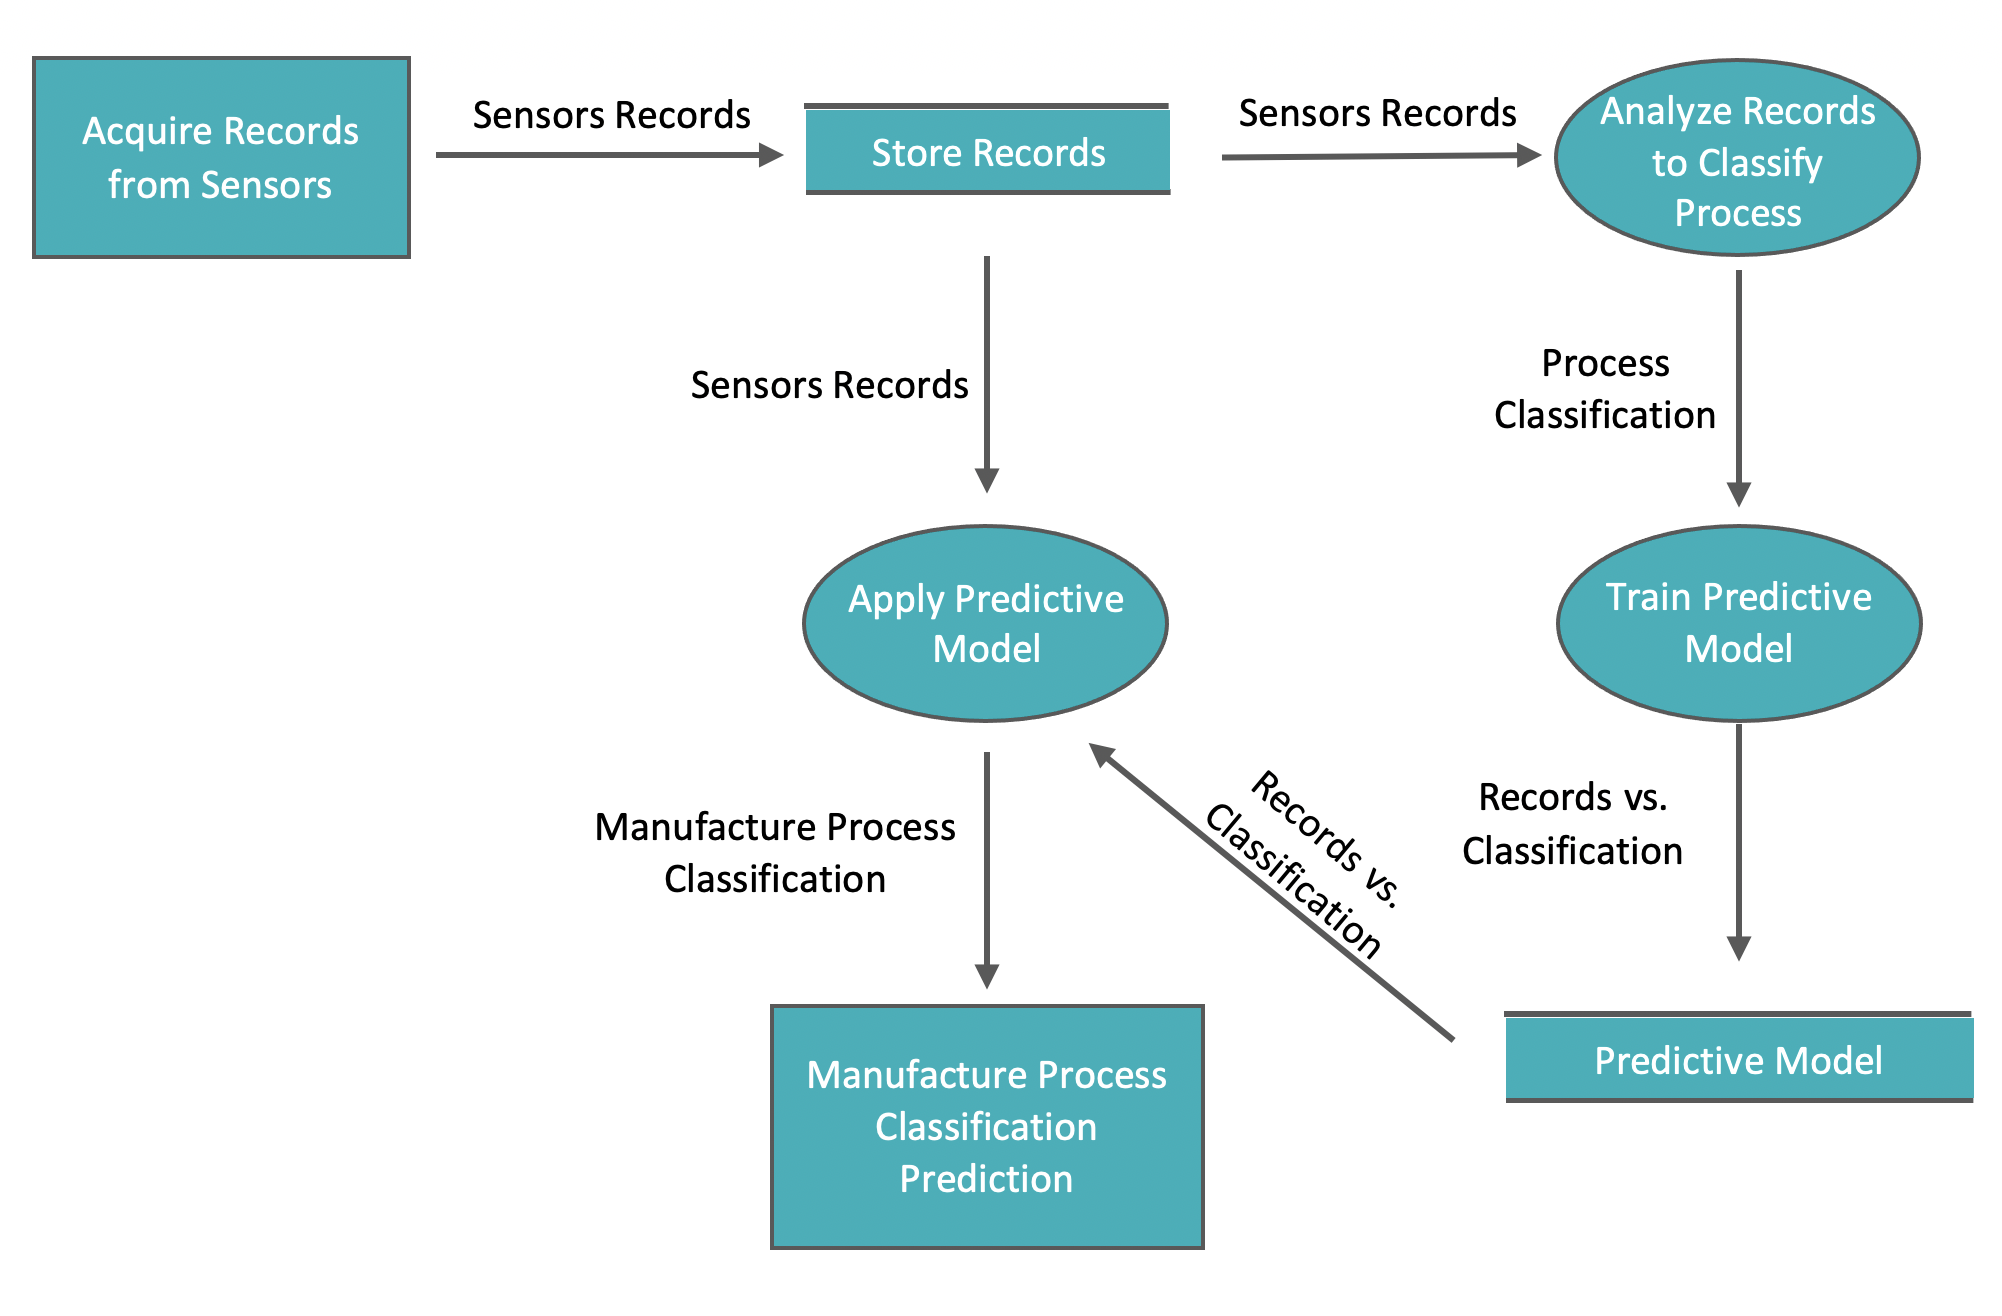 Acquire Records
from Sensors
Sensors Records
Store Records
Sensors Records
Analyze Records
to Classify
Process
Sensors Records
Process
Classification
Apply Predictive
Model
Train Predictive
Model
Manufacture Process
Classification
Records vs.
Classification
Records vs.
Classification
Manufacture Process
Classification
Prediction
Predictive Model